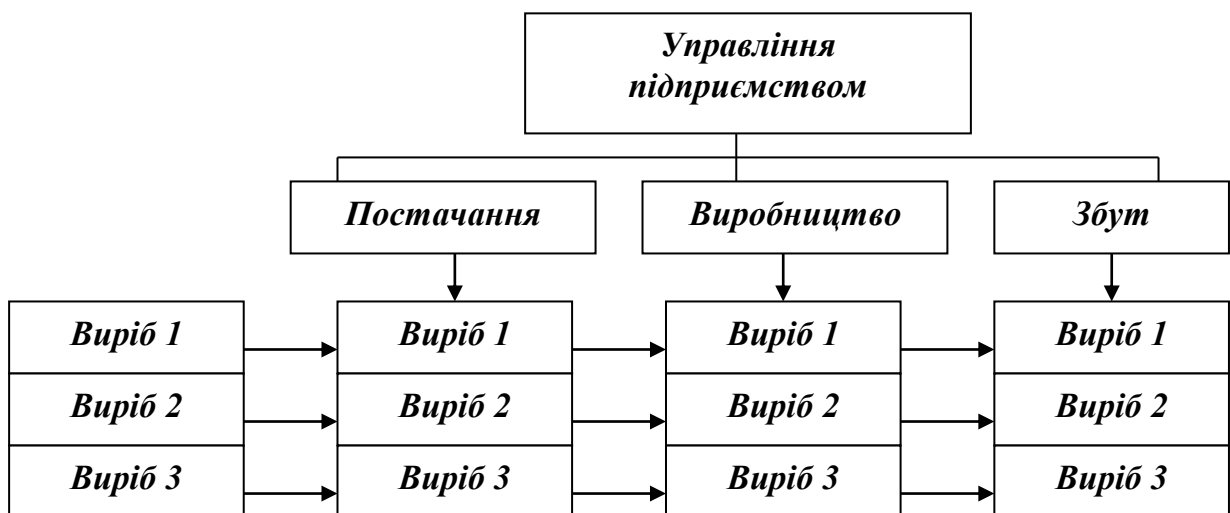 Управління
підприємством
Постачання
Виробництво
Збут
Виріб 1
Виріб 1
Виріб 1
Виріб 1
Виріб 2
Виріб 2
Виріб 2
Виріб 2
Виріб 3
Виріб 3
Виріб 3
Виріб 3